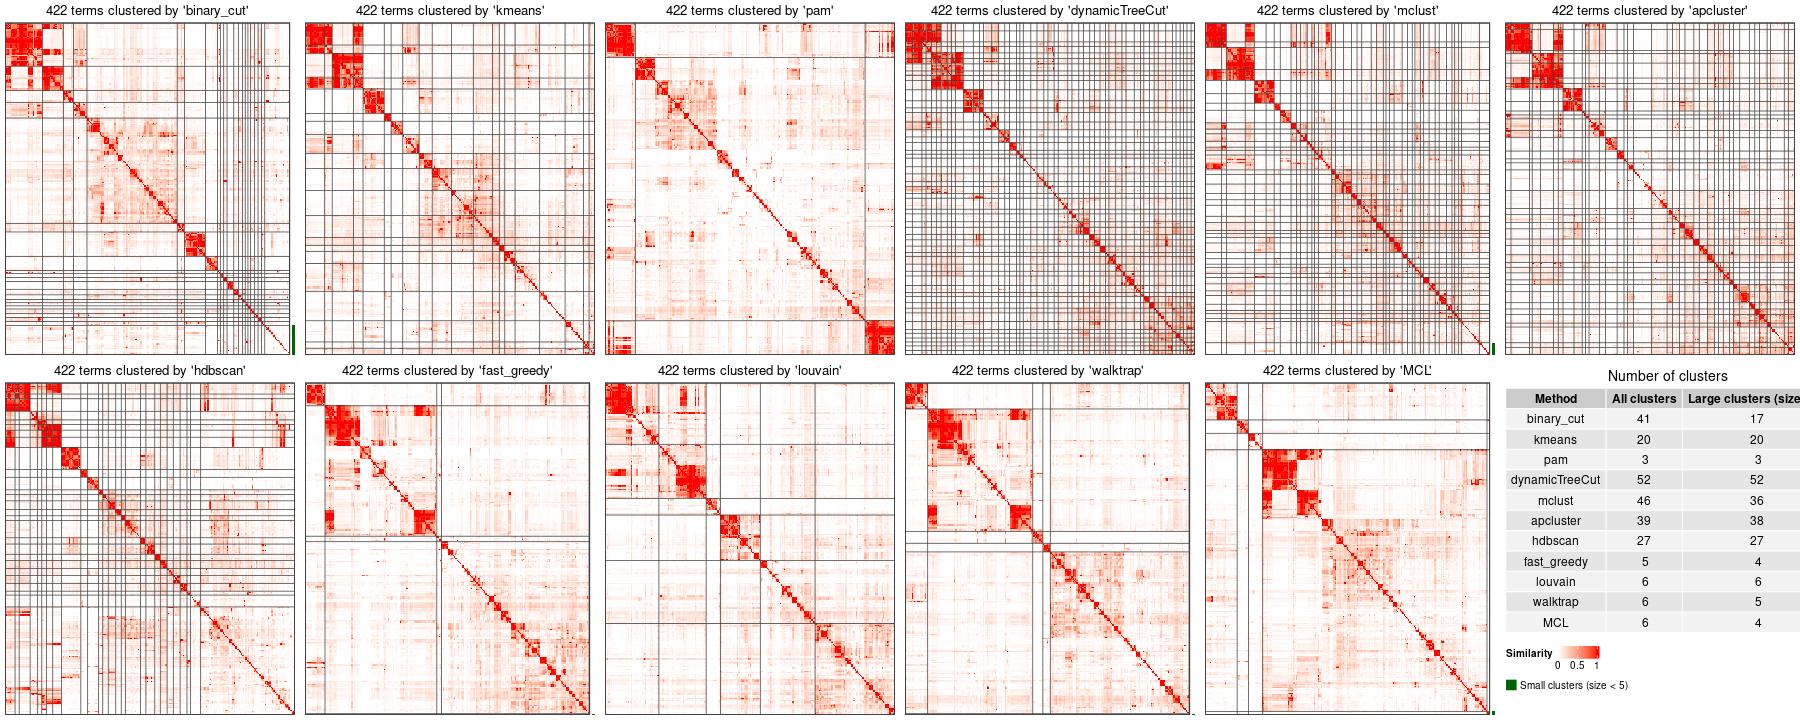 422 terms clustered by 'binary_cut'
422 terms clustered by 'kmeans'
422 terms clustered by 'pam'
422 terms clustered by 'dynamicTreeCut'
422 terms clustered by 'mclust'
422 terms clustered by 'apcluster'
422 terms clustered by 'hdbscan'
422 terms clustered by 'fast_greedy'
422 terms clustered by 'louvain'
422 terms clustered by 'walktrap'
422 terms clustered by 'MCL'
Number of clusters
Method All clusters Large clusters (size
binary_cut 41 17
kmeans 20 20
pam 3 3
dynamicTreeCut 52 52
mclust 46 36
apcluster 39 38
hdbscan 27 27
fast_greedy 5 4
louvain 6 6
walktrap 6 5
MCL 6 4
Similarity
0 0.5 1
Small clusters (size < 5)